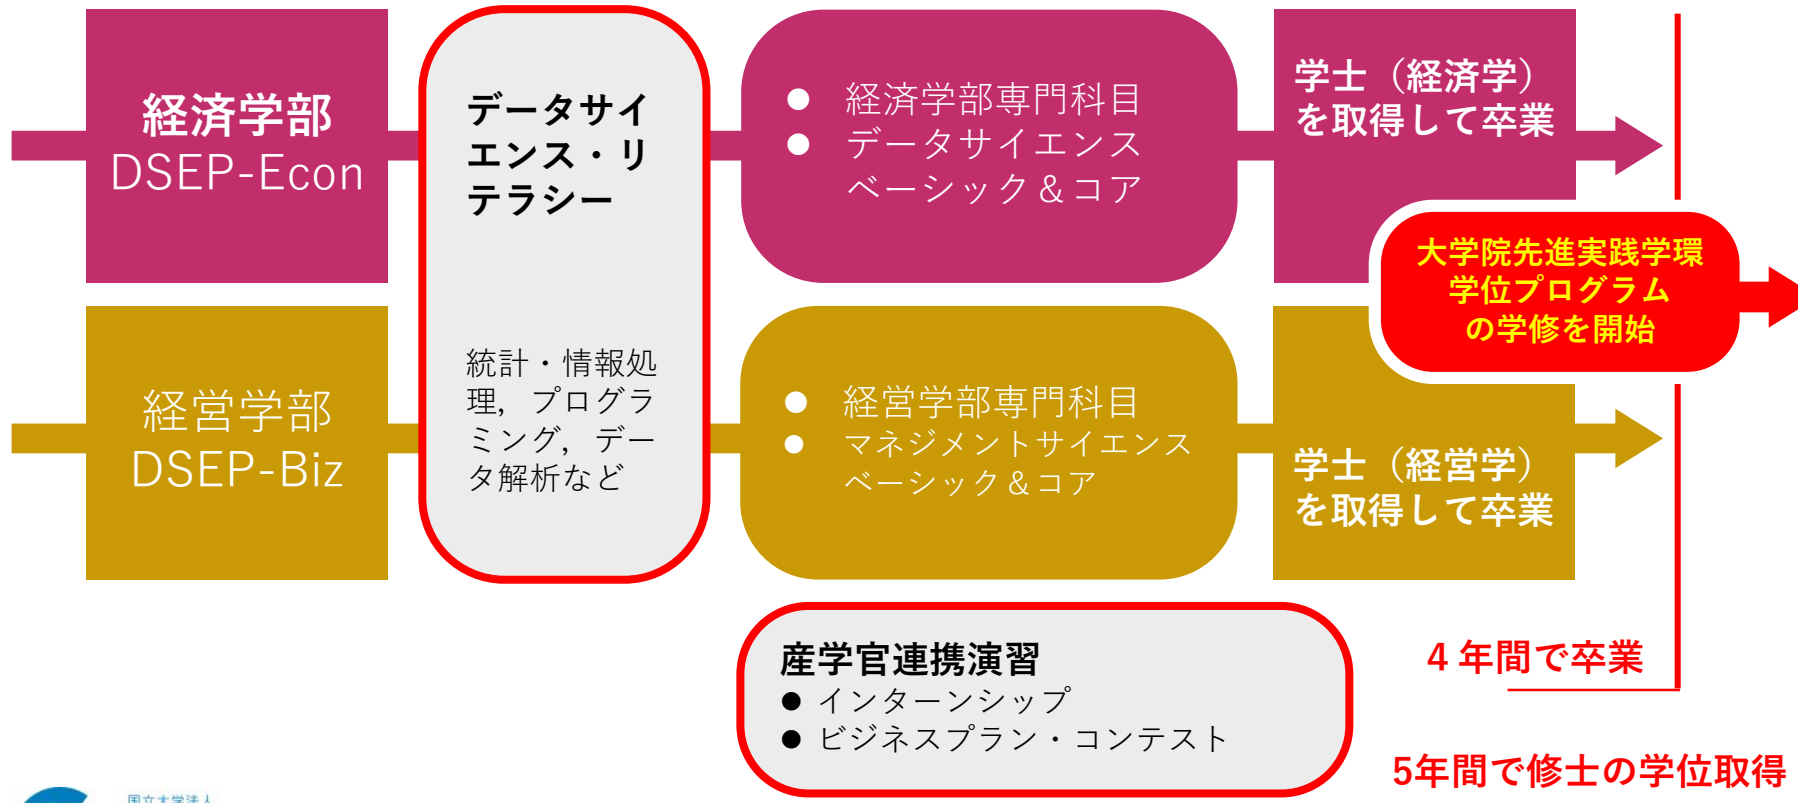 経済学部
DSEP-Econ
データサイ
エンス・リ
テラシー
統計・情報処
理，プログラ
ミング，デー
タ解析など
● 経済学部専門科目
● データサイエンス
ベーシック＆コア
学士（経済学）
を取得して卒業
大学院先進実践学環
学位プログラム
の学修を開始
経営学部
DSEP-Biz
● 経営学部専門科目
● マネジメントサイエンス
ベーシック＆コア
学士（経営学）
を取得して卒業
産学官連携演習
● インターンシップ
● ビジネスプラン・コンテスト
４年間で卒業
5年間で修士の学位取得
国立大学法人